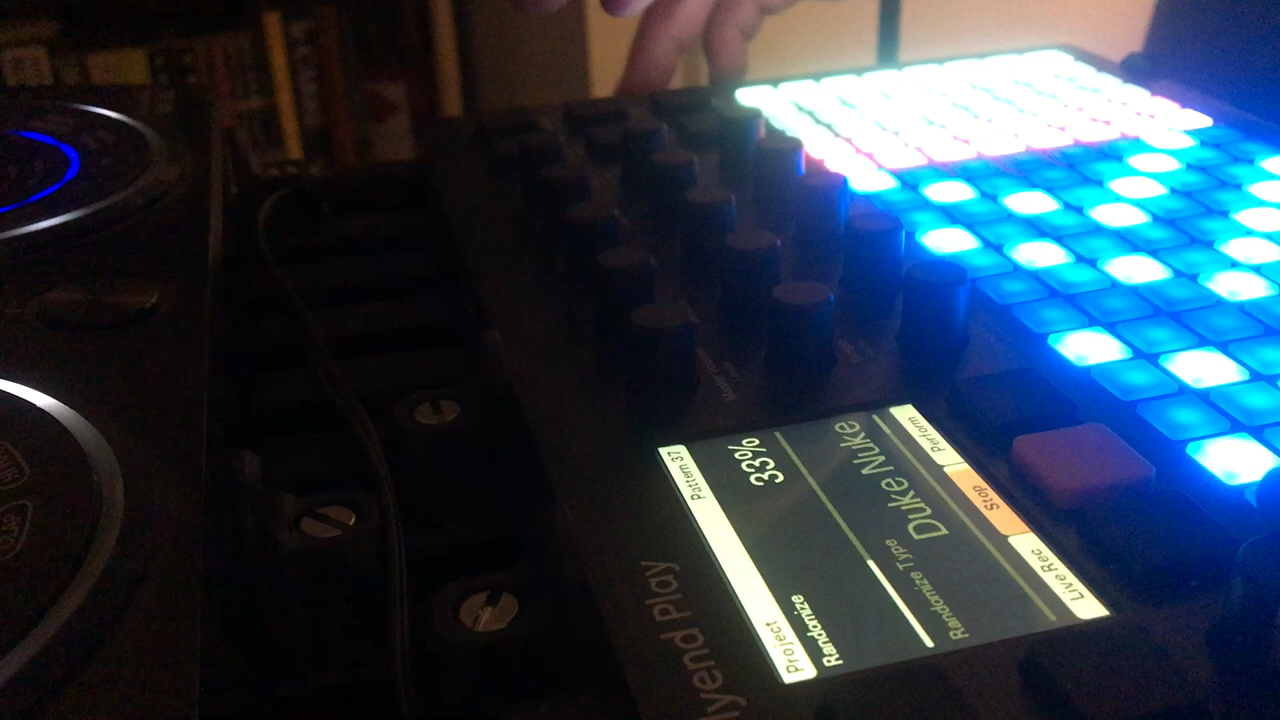 lyend Play
Project
Pattern 37
Randomize
33%
Randomize Type
Duke Nuke
Live Rec
Stop
Perform